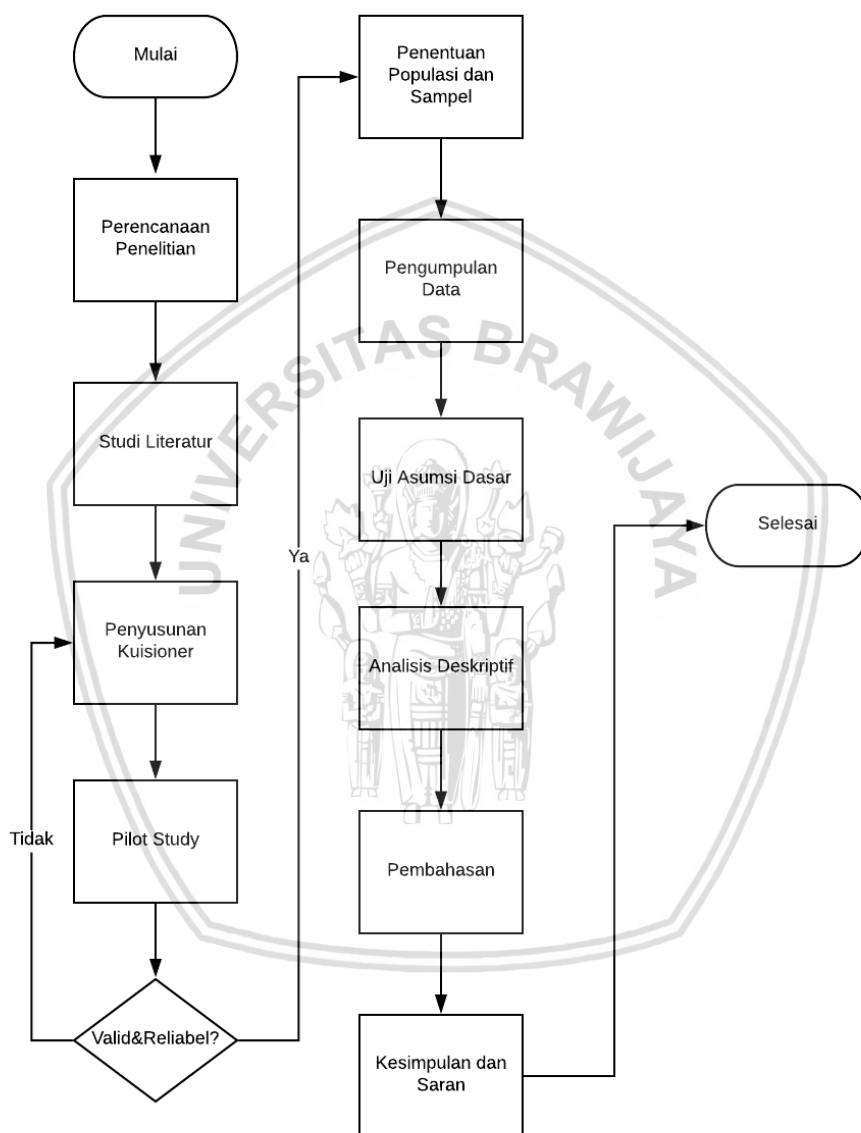 Mulai
Perencanaan
Penelitian
Studi Literatur
Penyusunan
Kuisioner
Pilot Study
Valid&Reliabel?
Tidak
Ya
Penentuan
Populasi dan
Sampel
Pengumpulan
Data
Uji Asumsi Dasar
Analisis Deskriptif
Pembahasan
Kesimpulan dan
Saran
Selesai
UNIVERSITAS BRAWIJAYA